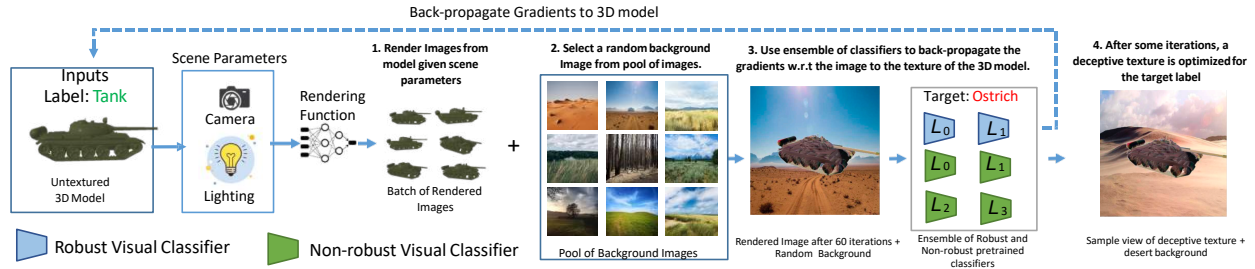 Back-propagate Gradients to 3D model
Inputs
Label: Tank
Untextured
3D Model
Scene Parameters
Camera
Lighting
Rendering
Function
1. Render Images from
model given scene
parameters
Batch of Rendered
Images
+
2. Select a random background
Image from pool of images.
Pool of Background Images
3. Use ensemble of classifiers to back-propagate the
gradients w.r.t the image to the texture of the 3D model.
Rendered Image after 60 iterations +
Random Background
Target: Ostrich
L0 L1
L0 L1
L2 L3
Ensemble of Robust and
Non-robust pretrained
classifiers
4. After some iterations, a
deceptive texture is optimized for
the target label
Sample view of deceptive texture +
desert background
Robust Visual Classifier
Non-robust Visual Classifier